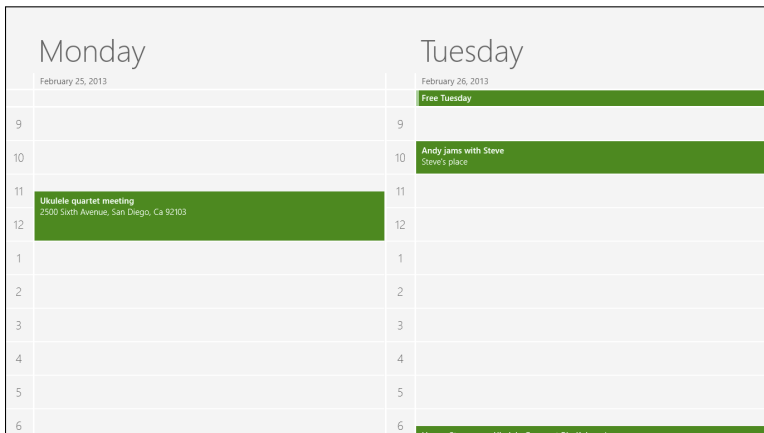 Monday
February 25, 2013
9
10
11
Ukulele quartet meeting
2500 Sixth Avenue, San Diego, Ca 92103
12
1
2
3
4
5
6
Tuesday
February 26, 2013
Free Tuesday
9
Andy jams with Steve
10
Steve's place
11
12
1
2
3
4
5
6